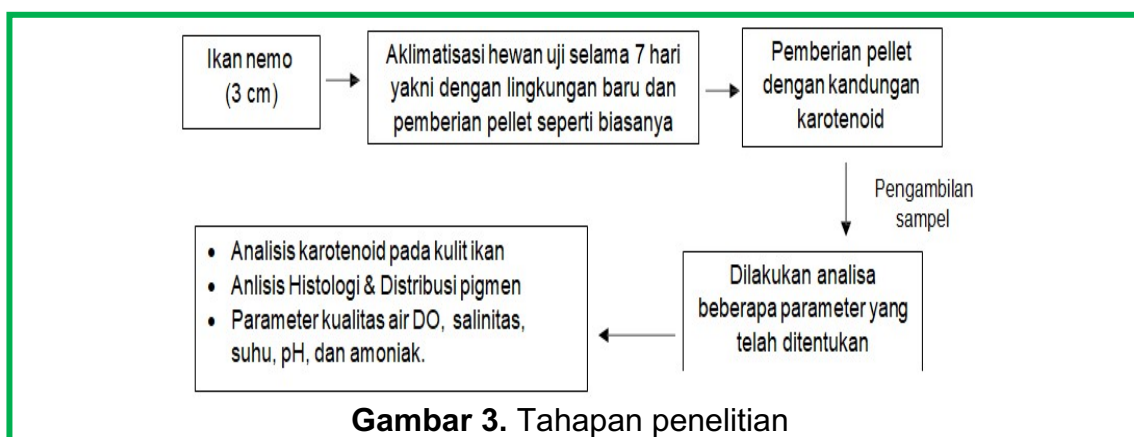 Ikan nemo
(3 cm)
Aklimatisasi hewan uji selama 7 hari
yakni dengan lingkungan baru dan
pemberian pellet seperti biasanya
Pemberian pellet
dengan kandungan
karotenoid
Pengambilan
sampel
Dilakukan analisa
beberapa parameter yang
telah ditentukan
• Analisis karotenoid pada kulit ikan
• Anlisis Histologi & Distribusi pigmen
• Parameter kualitas air DO, salinitas,
suhu, pH, dan amoniak.
Gambar 3. Tahapan penelitian